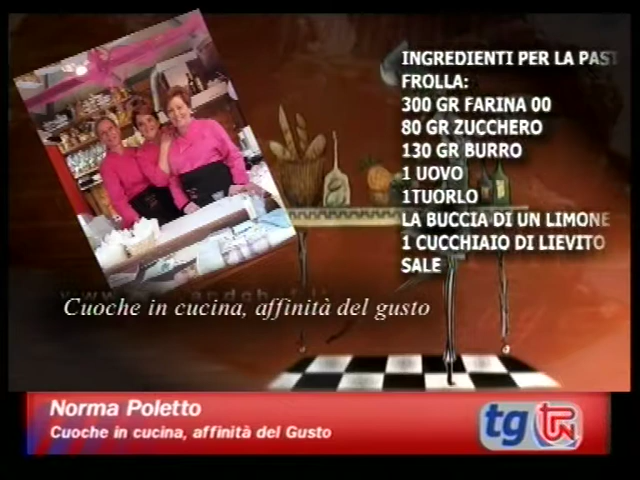 INGREDIENTI PER LA PAST
FROLLA:
300 GR FARINA 00
80 GR ZUCCHERO
130 GR BURRO
1 UOVO
1TUORLO
LA BUCCIA DI UN LIMONE
1 CUCCHIAIO DI LIEVITO
SALE
Cuoche in cucina, affinità del gusto
Norma Poletto
Cuoche in cucina, affinità del Gusto
tg